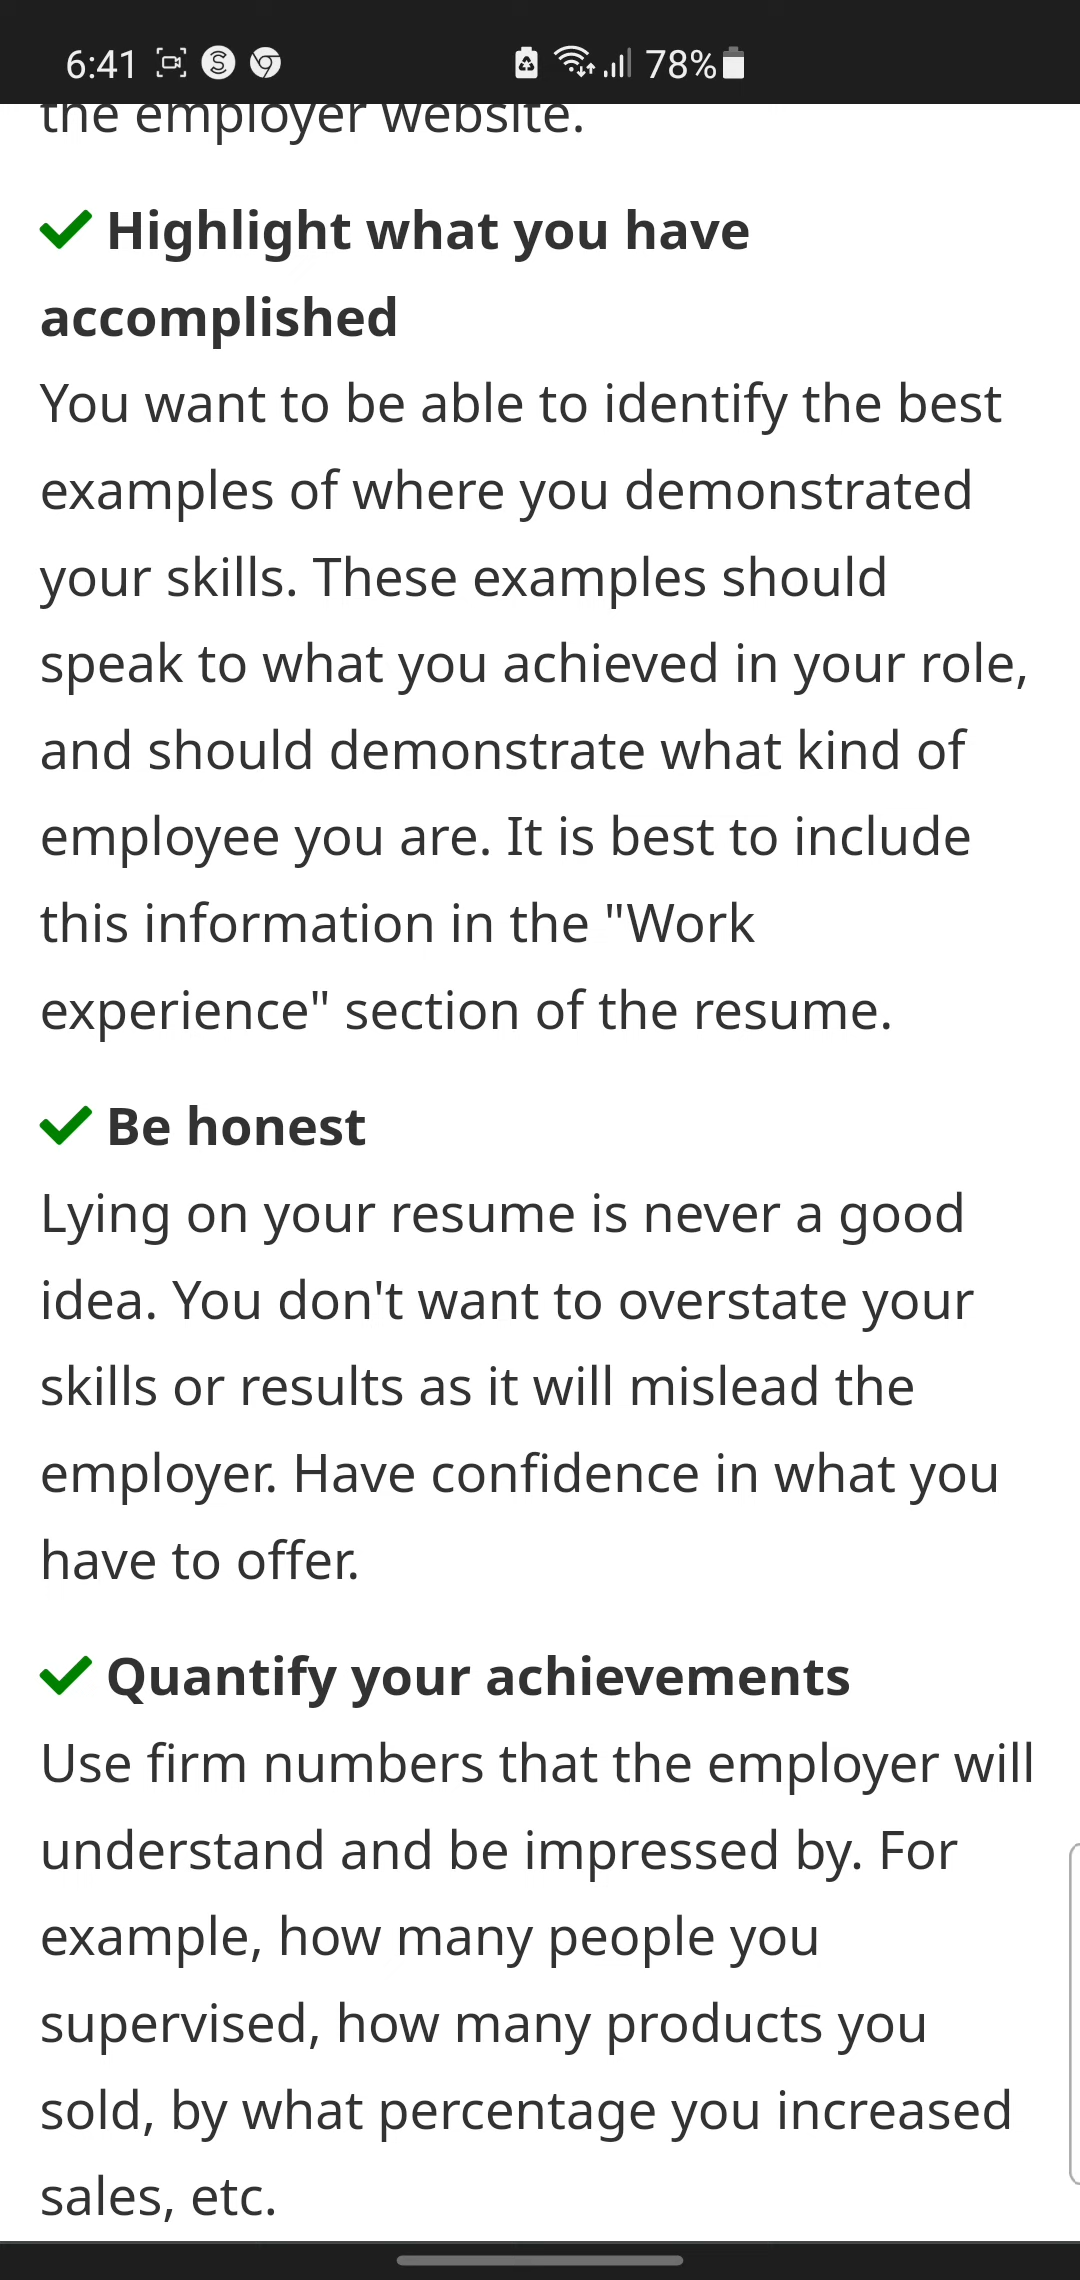 6:41
78%
the employer website.
Highlight what you have
accomplished
You want to be able to identify the best
examples of where you demonstrated
your skills. These examples should
speak to what you achieved in your role,
and should demonstrate what kind of
employee you are. It is best to include
this information in the "Work
experience" section of the resume.
Be honest
Lying on your resume is never a good
idea. You don't want to overstate your
skills or results as it will mislead the
employer. Have confidence in what you
have to offer.
Quantify your achievements
Use firm numbers that the employer will
understand and be impressed by. For
example, how many people you
supervised, how many products you
sold, by what percentage you increased
sales, etc.